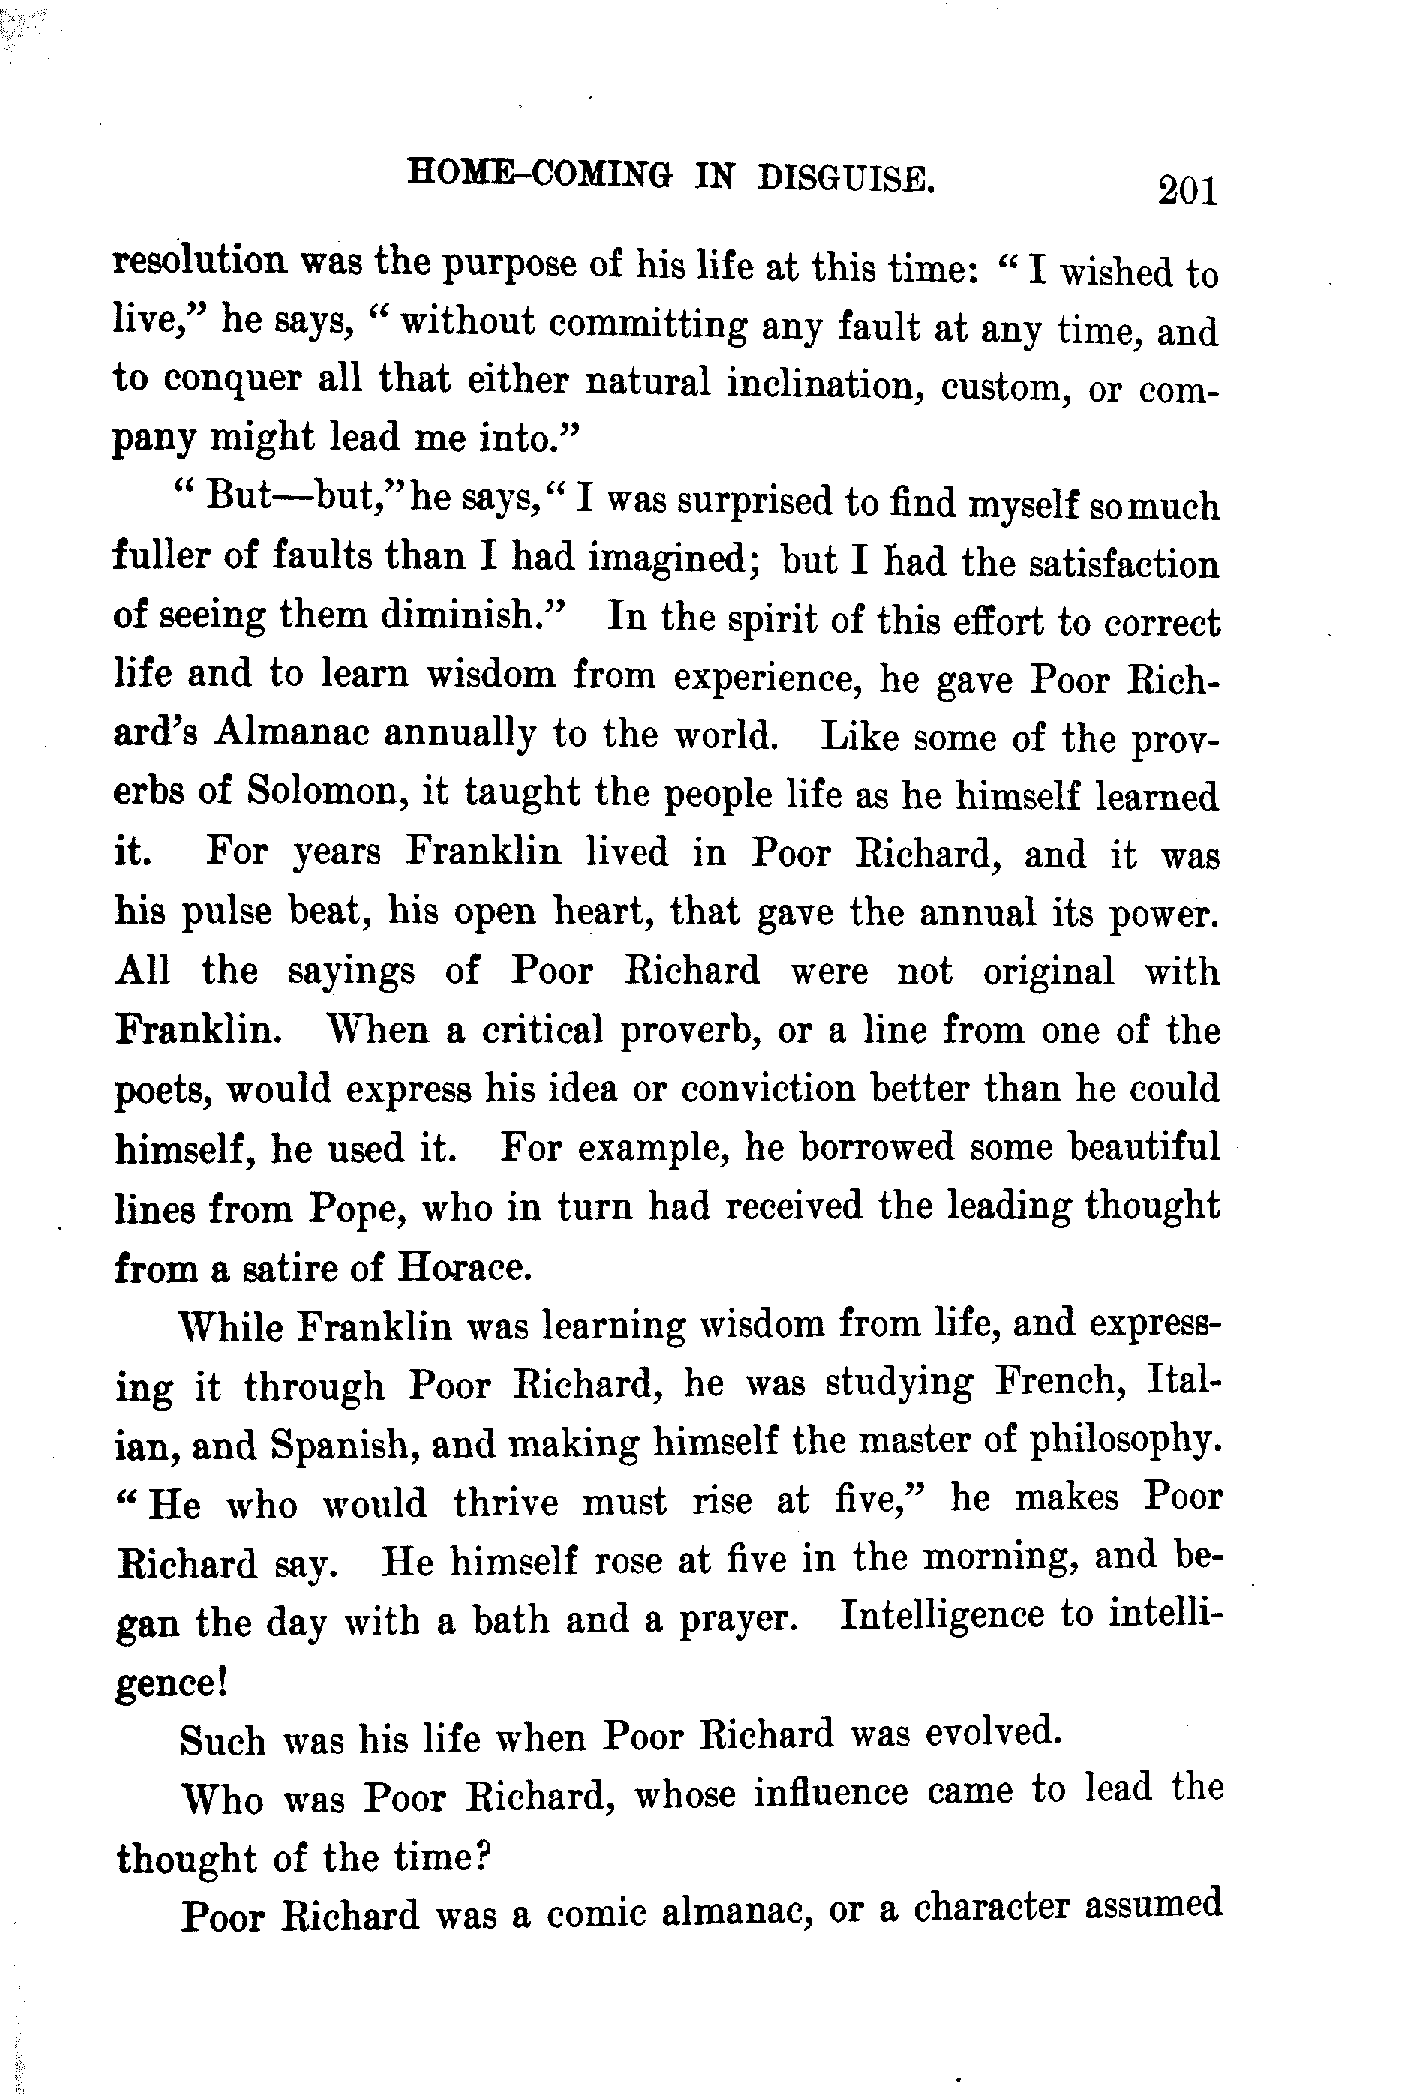 HOME-COMING IN DISGUISE. 201
resolution was the purpose of his life at this time: “ I wished to
live,” he says, “ without committing any fault at any time, and
to conquer all that either natural inclination, custom, or com-
pany might lead me into.”
“ But—but,” he says, “ I was surprised to find myself so much
fuller of faults than I had imagined; but I had the satisfaction
of seeing them diminish.” In the spirit of this effort to correct
life and to learn wisdom from experience, he gave Poor Rich-
ard’s Almanac annually to the world. Like some of the prov-
erbs of Solomon, it taught the people life as he himself learned
it. For years Franklin lived in Poor Richard, and it was
his pulse beat, his open heart, that gave the annual its power.
All the sayings of Poor Richard were not original with
Franklin. When a critical proverb, or a line from one of the
poets, would express his idea or conviction better than he could
himself, he used it. For example, he borrowed some beautiful
lines from Pope, who in turn had received the leading thought
from a satire of Horace.
While Franklin was learning wisdom from life, and express-
ing it through Poor Richard, he was studying French, Ital-
ian, and Spanish, and making himself the master of philosophy.
“ He who would thrive must rise at five,” he makes Poor
Richard say. He himself rose at five in the morning, and be-
gan the day with a bath and a prayer. Intelligence to intelli-
gence!
Such was his life when Poor Richard was evolved.
Who was Poor Richard, whose influence came to lead the
thought of the time?
Poor Richard was a comic almanac, or a character assumed